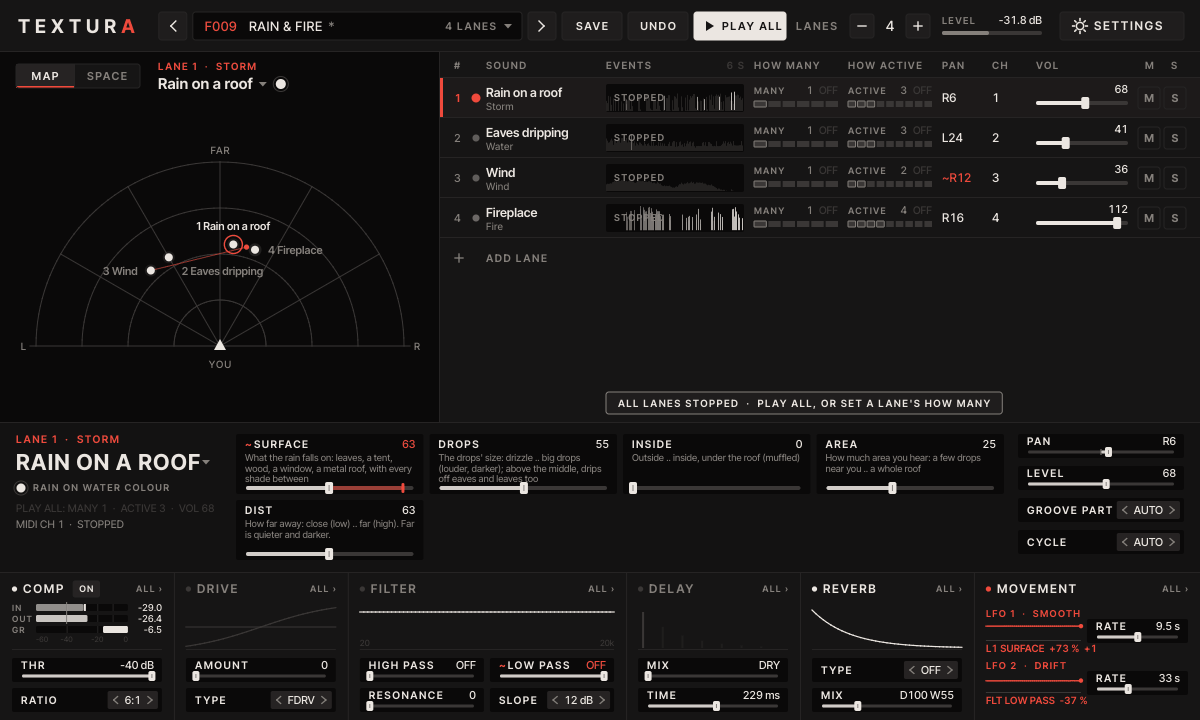 TEXTURA
F009 RAIN & FIRE * 4 LANES
SAVE
UNDO
PLAY ALL
LANES 4
LEVEL -31.8 dB
SETTINGS
MAP SPACE
LANE 1 · STORM
Rain on a roof
FAR
1 Rain on a roof
4 Fireplace
3 Wind
2 Eaves dripping
L
R
YOU
# SOUND EVENTS 6 S HOW MANY HOW ACTIVE PAN CH VOL M S
1 Rain on a roof Storm STOPPED MANY 1 OFF ACTIVE 3 OFF R6 1 68 M S
2 Eaves dripping Water STOPPED MANY 1 OFF ACTIVE 3 OFF L24 2 41 M S
3 Wind Wind STOPPED MANY 1 OFF ACTIVE 2 OFF ~R12 3 36 M S
4 Fireplace Fire STOPPED MANY 1 OFF ACTIVE 4 OFF R16 4 112 M S
+ ADD LANE
ALL LANES STOPPED · PLAY ALL, OR SET A LANE'S HOW MANY
LANE 1 · STORM
RAIN ON A ROOF
RAIN ON WATER COLOUR
PLAY ALL: MANY 1 · ACTIVE 3 · VOL 68
MIDI CH 1 · STOPPED
~SURFACE 63
What the rain falls on: leaves, a tent,
wood, a window, a metal roof, with every
shade between
DROPS 55
The drops' size: drizzle .. big drops
(louder, darker); above the middle, drips
off eaves and leaves too
INSIDE 0
Outside .. inside, under the roof (muffled)
AREA 25
How much area you hear: a few drops
near you .. a whole roof
DIST 63
How far away: close (low) .. far (high). Far
is quieter and darker.
PAN R6
LEVEL 68
GROOVE PART < AUTO >
CYCLE < AUTO >
COMP ON ALL ›
IN -29.0
OUT -26.4
GR -6.5
-60 -40 -20 0
THR -40 dB
RATIO < 6:1 >
DRIVE ALL ›
AMOUNT 0
TYPE < FDRV >
FILTER ALL ›
20 20k
HIGH PASS OFF
~LOW PASS OFF
RESONANCE 0
SLOPE < 12 dB >
DELAY ALL ›
MIX DRY
TIME 229 ms
REVERB ALL ›
TYPE < OFF >
MIX D100 W55
MOVEMENT ALL ›
LFO 1 · SMOOTH
RATE 9.5 s
L1 SURFACE +73 % +1
LFO 2 · DRIFT
RATE 33 s
FLT LOW PASS -37 %